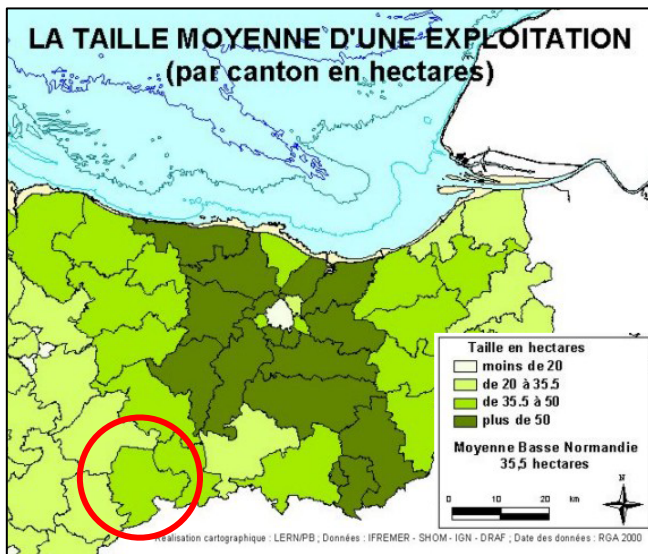 LA TAILLE MOYENNE D'UNE EXPLOITATION
(par canton en hectares)
Taille en hectares
moins de 20
de 20 à 35.5
de 35.5 à 50
plus de 50
Moyenne Basse Normandie
35,5 hectares
N
0 10 20 km
Réalisation cartographique : LERN/PB ; Données : IFREMER - SHOM - IGN - DRAF ; Date des données : RGA 2000